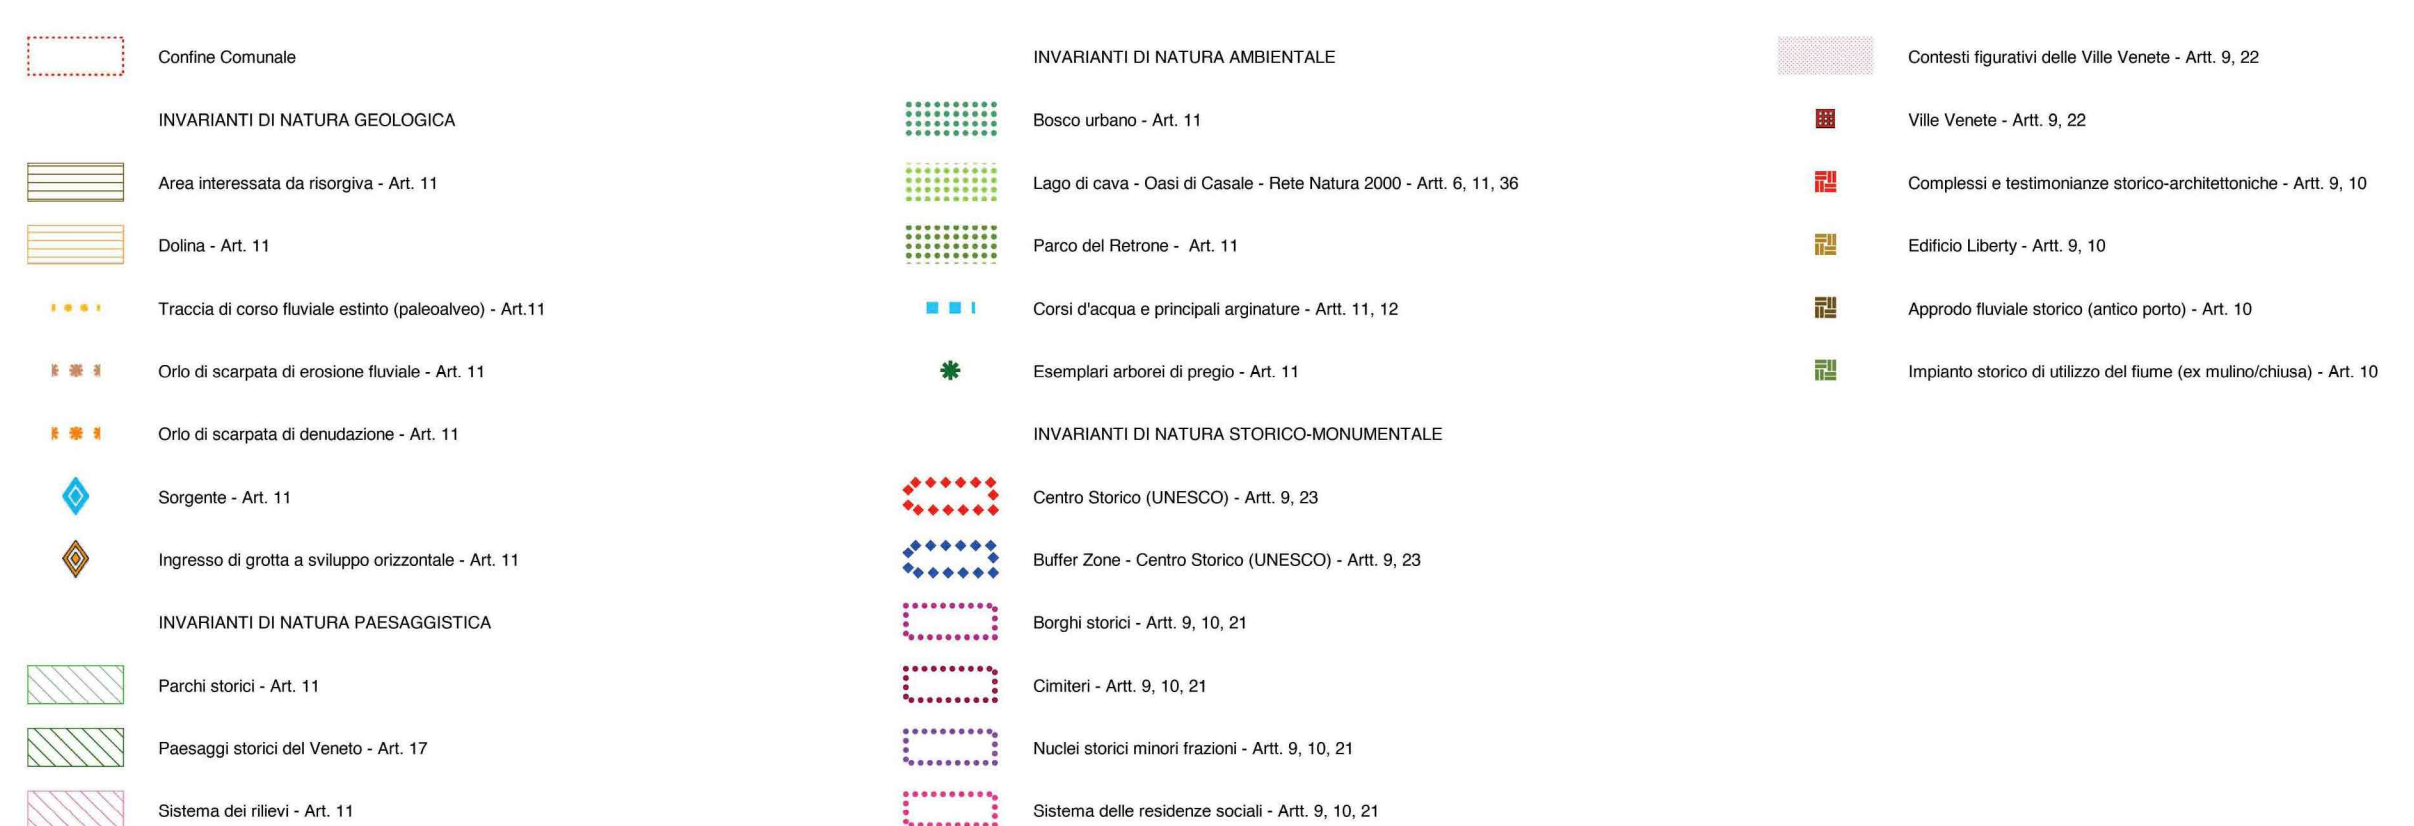 Confine Comunale
INVARIANTI DI NATURA GEOLOGICA
Area interessata da risorgiva - Art. 11
Dolina - Art. 11
Traccia di corso fluviale estinto (paleoalveo) - Art.11
Orlo di scarpata di erosione fluviale - Art. 11
Orlo di scarpata di denudazione - Art. 11
Sorgente - Art. 11
Ingresso di grotta a sviluppo orizzontale - Art. 11
INVARIANTI DI NATURA PAESAGGISTICA
Parchi storici - Art. 11
Paesaggi storici del Veneto - Art. 17
Sistema dei rilievi - Art. 11
INVARIANTI DI NATURA AMBIENTALE
Bosco urbano - Art. 11
Lago di cava - Oasi di Casale - Rete Natura 2000 - Artt. 6, 11, 36
Parco del Retrone - Art. 11
Corsi d'acqua e principali arginature - Artt. 11, 12
Esemplari arborei di pregio - Art. 11
INVARIANTI DI NATURA STORICO-MONUMENTALE
Centro Storico (UNESCO) - Artt. 9, 23
Buffer Zone - Centro Storico (UNESCO) - Artt. 9, 23
Borghi storici - Artt. 9, 10, 21
Cimiteri - Artt. 9, 10, 21
Nuclei storici minori frazioni - Artt. 9, 10, 21
Sistema delle residenze sociali - Artt. 9, 10, 21
Contesti figurativi delle Ville Venete - Artt. 9, 22
Ville Venete - Artt. 9, 22
Complessi e testimonianze storico-architettoniche - Artt. 9, 10
Edificio Liberty - Artt. 9, 10
Approdo fluviale storico (antico porto) - Art. 10
Impianto storico di utilizzo del fiume (ex mulino/chiusa) - Art. 10